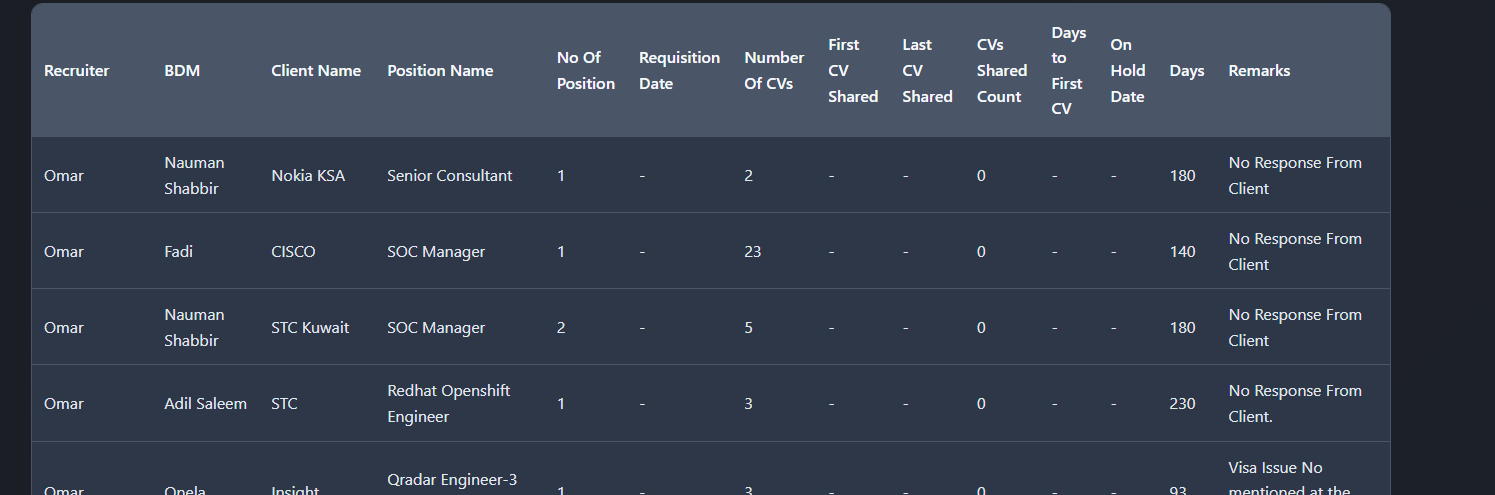 Recruiter BDM Client Name Position Name No Of Position Requisition Date Number Of CVs First CV Shared Last CV Shared CVs Shared Count Days to First CV On Hold Date Days Remarks
Omar Nauman Shabbir Nokia KSA Senior Consultant 1 - 2 - - 0 - - 180 No Response From Client
Omar Fadi CISCO SOC Manager 1 - 23 - - 0 - - 140 No Response From Client
Omar Nauman Shabbir STC Kuwait SOC Manager 2 - 5 - - 0 - - 180 No Response From Client
Omar Adil Saleem STC Redhat Openshift Engineer 1 - 3 - - 0 - - 230 No Response From Client.
Omar Onela Insight Qradar Engineer-3 1 - 3 - - 0 - - 93 Visa Issue No mentioned at the